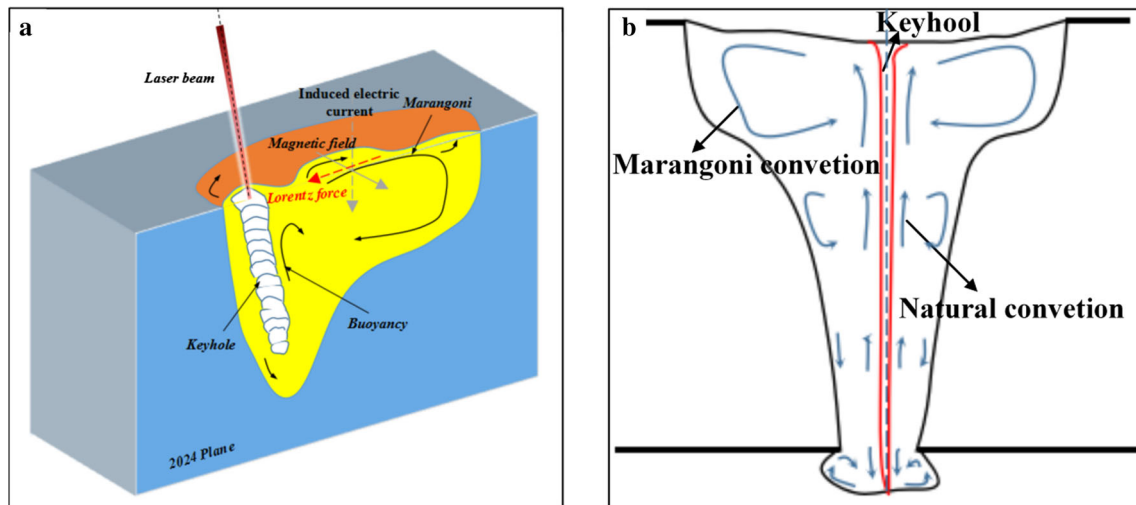 a
Laser beam
Induced electric
current
Marangoni
Magnetic field
Lorentz force
Buoyancy
Keyhole
2024 Plane
b
Keyhool
Marangoni convetion
Natural convetion